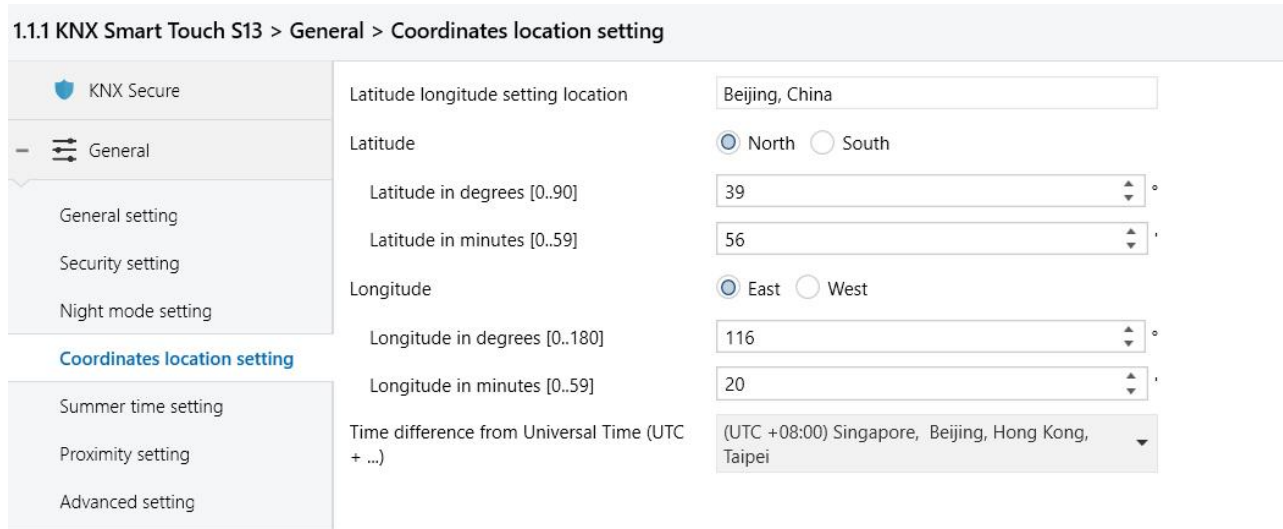 1.1.1 KNX Smart Touch S13 > General > Coordinates location setting
KNX Secure
General
General setting
Security setting
Night mode setting
Coordinates location setting
Summer time setting
Proximity setting
Advanced setting
Latitude longitude setting location
Beijing, China
Latitude
North
South
Latitude in degrees [0..90]
39
°
Latitude in minutes [0..59]
56
'
Longitude
East
West
Longitude in degrees [0..180]
116
°
Longitude in minutes [0..59]
20
'
Time difference from Universal Time (UTC
+ ...)
(UTC +08:00) Singapore, Beijing, Hong Kong,
Taipei